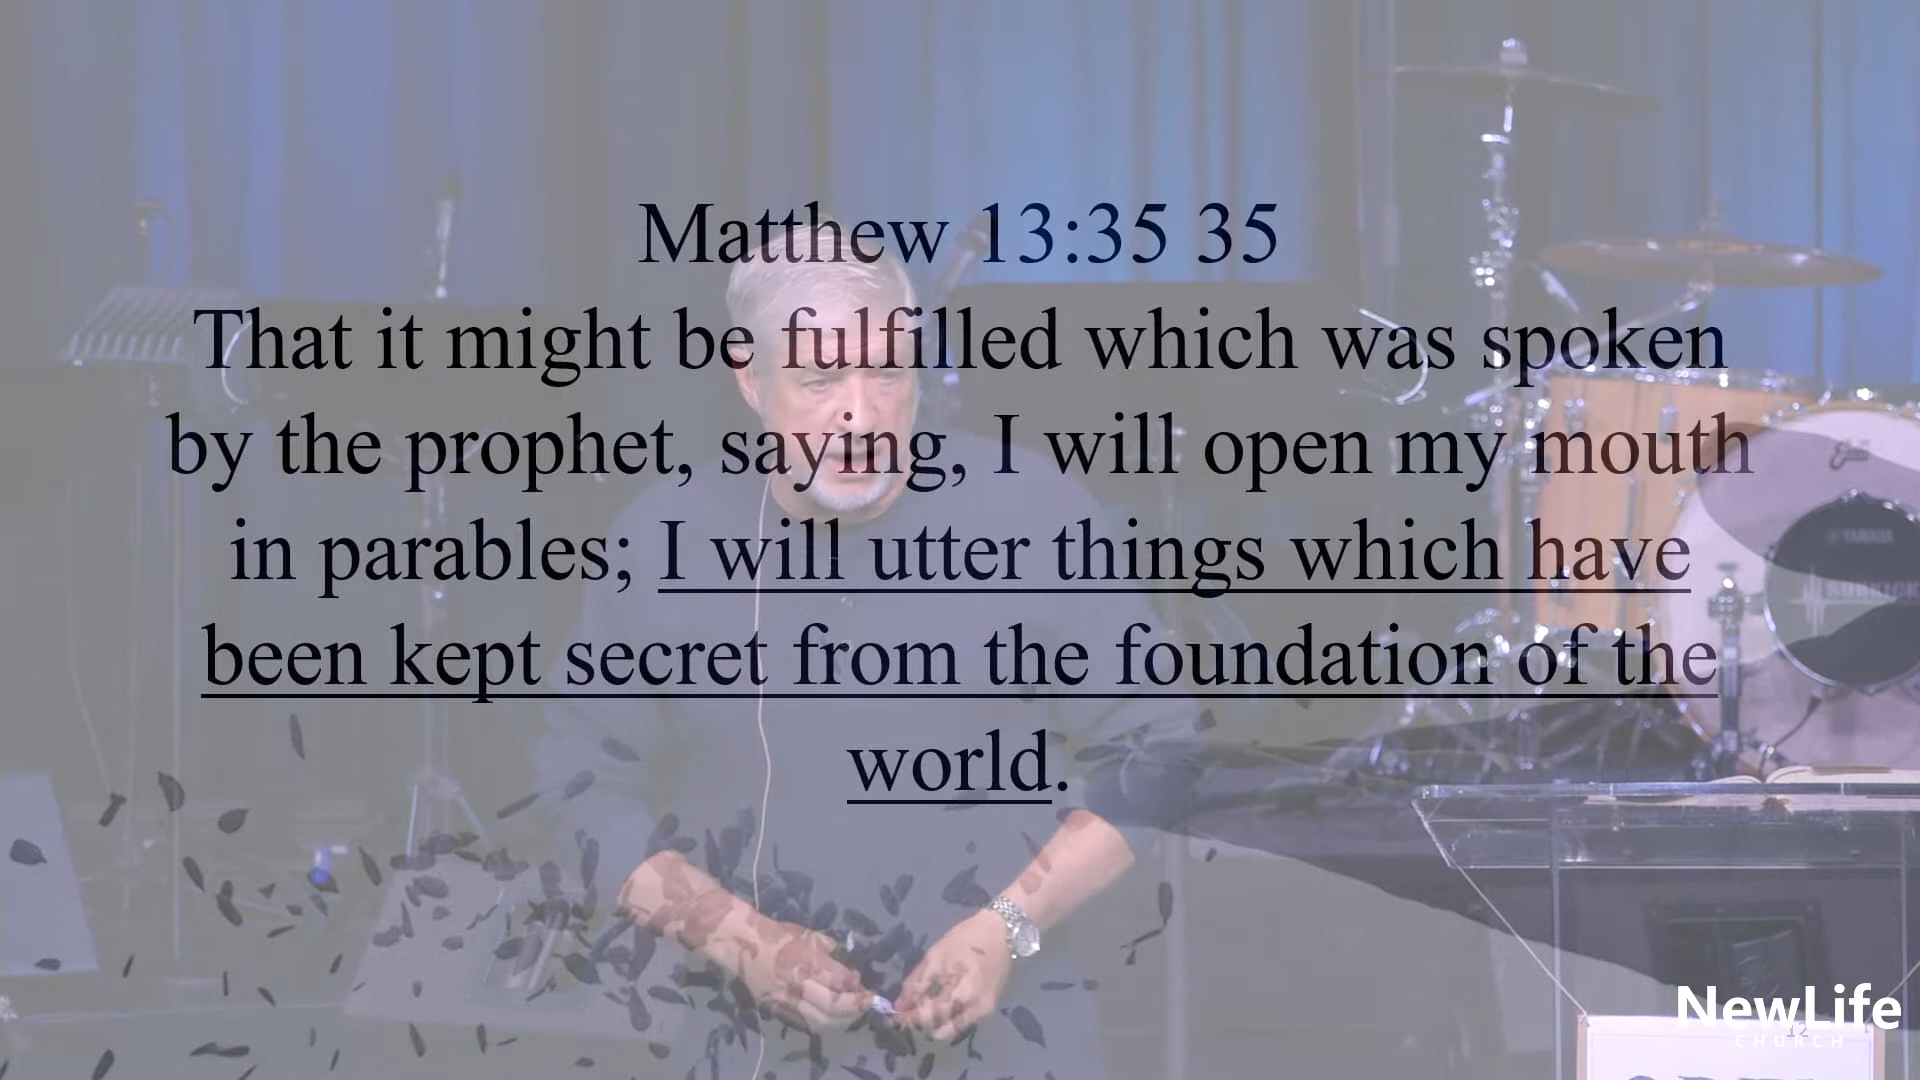 Matthew 13:35 35
That it might be fulfilled which was spoken
by the prophet, saying, I will open my mouth
in parables; I will utter things which have
been kept secret from the foundation of the
world.
YAMAHA
NewLife
12
CHURCH